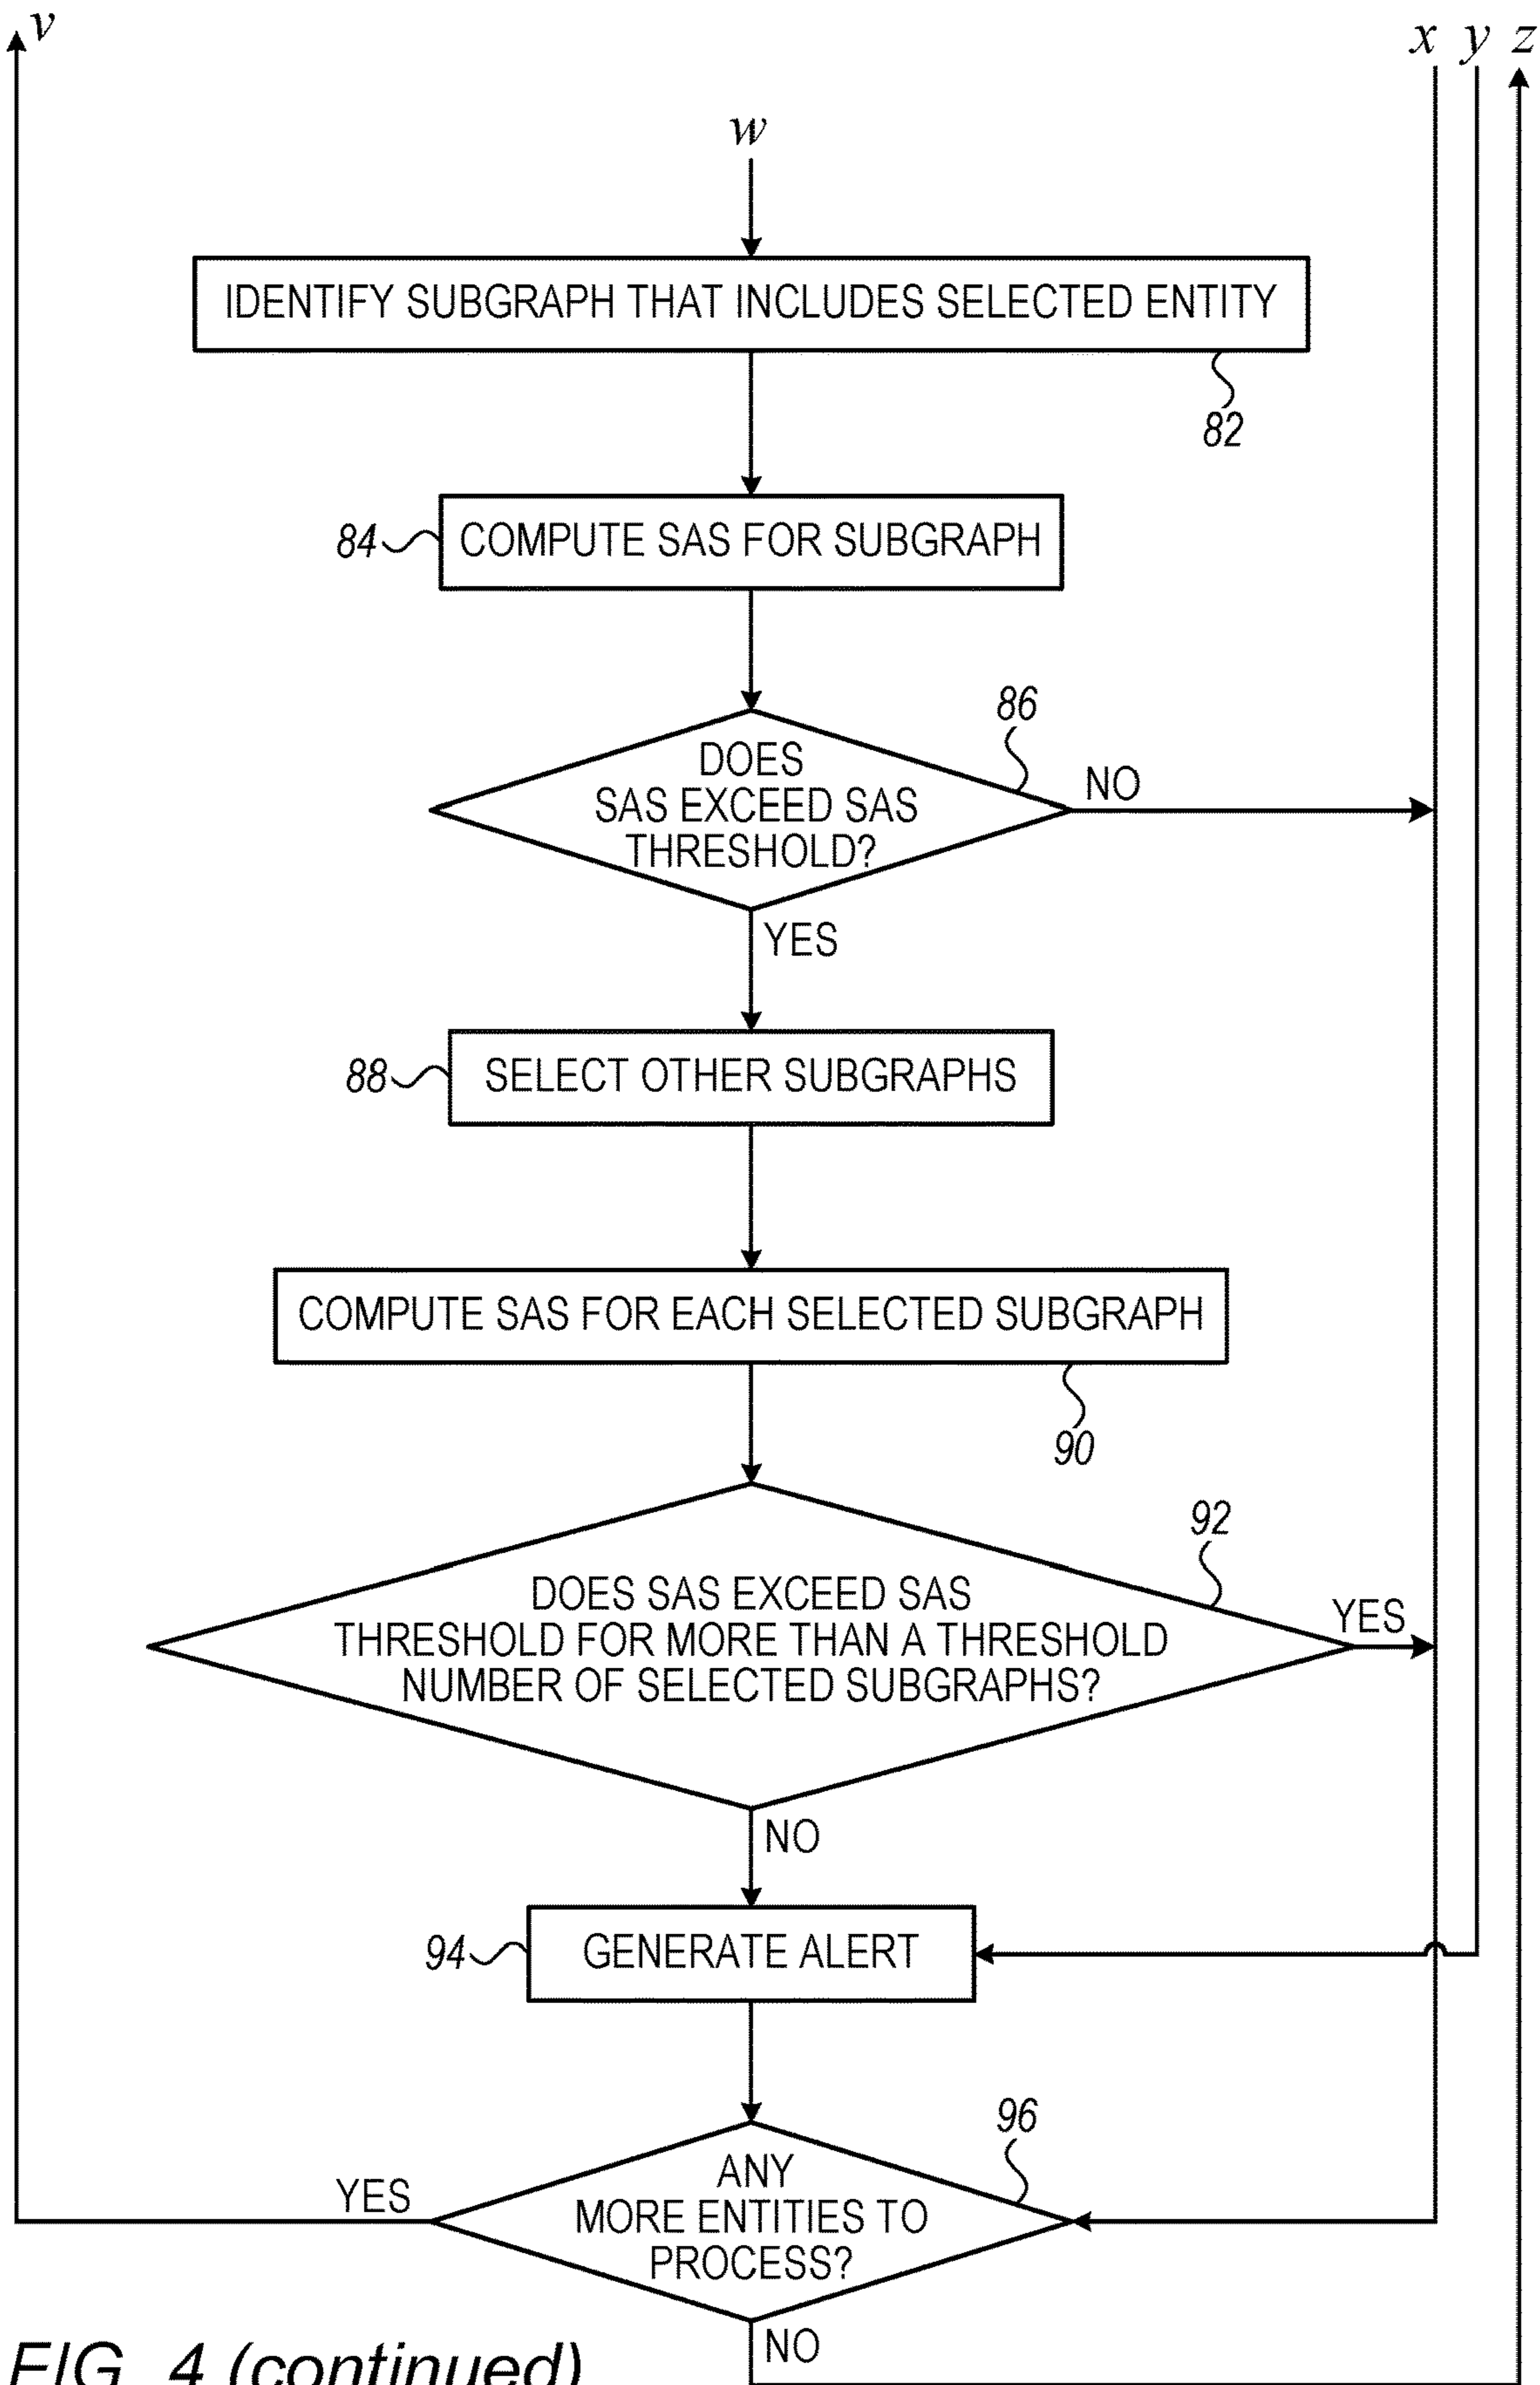 v
x y z
w
IDENTIFY SUBGRAPH THAT INCLUDES SELECTED ENTITY
82
84
COMPUTE SAS FOR SUBGRAPH
86
DOES
SAS EXCEED SAS
THRESHOLD?
NO
YES
88
SELECT OTHER SUBGRAPHS
COMPUTE SAS FOR EACH SELECTED SUBGRAPH
90
92
DOES SAS EXCEED SAS
THRESHOLD FOR MORE THAN A THRESHOLD
NUMBER OF SELECTED SUBGRAPHS?
YES
NO
94
GENERATE ALERT
96
YES
ANY
MORE ENTITIES TO
PROCESS?
NO
FIG. 4 (continued)